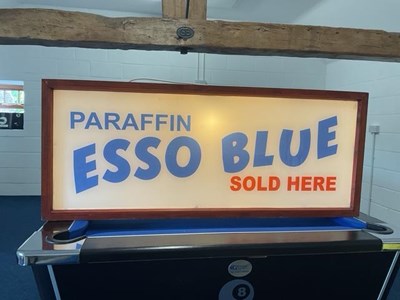 PARAFFIN
ESSO BLUE
SOLD HERE
8